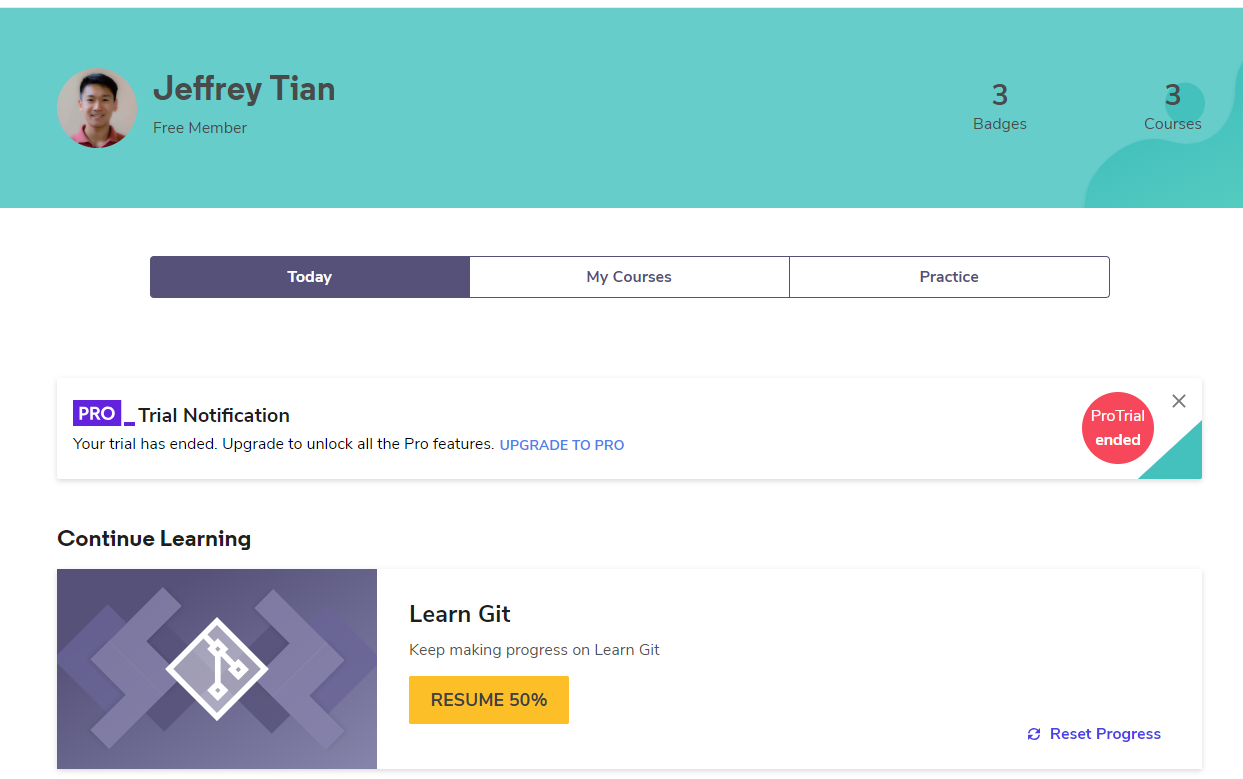 Jeffrey Tian
Free Member
3
Badges
3
Courses
Today
My Courses
Practice
PRO_ Trial Notification
Your trial has ended. Upgrade to unlock all the Pro features. UPGRADE TO PRO
ProTrial
ended
Continue Learning
Learn Git
Keep making progress on Learn Git
RESUME 50%
Reset Progress